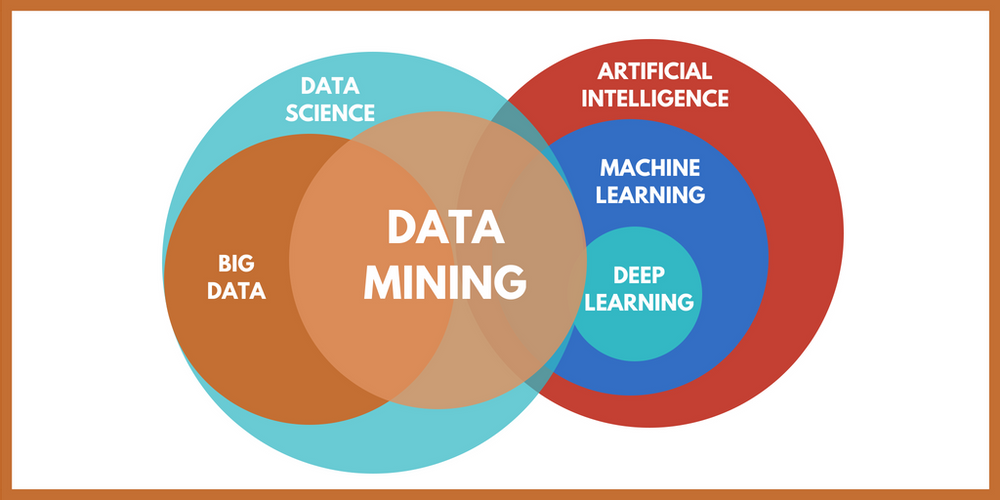 DATA
SCIENCE
ARTIFICIAL
INTELLIGENCE
MACHINE
LEARNING
DATA
MINING
BIG
DATA
DEEP
LEARNING